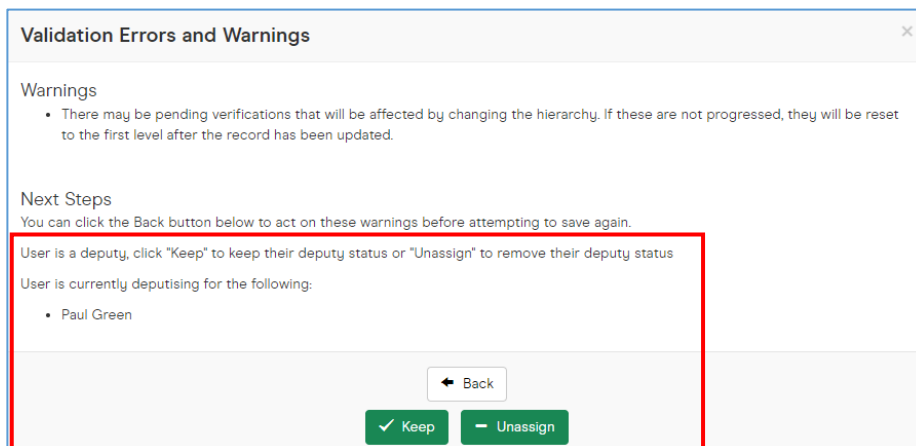 Validation Errors and Warnings
×
Warnings
• There may be pending verifications that will be affected by changing the hierarchy. If these are not progressed, they will be reset
to the first level after the record has been updated.
Next Steps
You can click the Back button below to act on these warnings before attempting to save again.
User is a deputy, click "Keep" to keep their deputy status or "Unassign" to remove their deputy status
User is currently deputising for the following:
• Paul Green
Back
Keep
Unassign